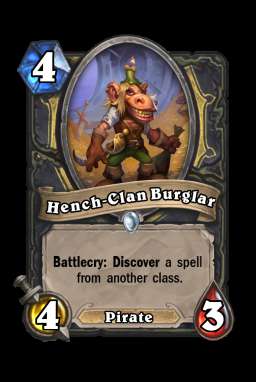 4
Hench-Clan Burglar
Battlecry: Discover a spell
from another class.
4
Pirate
3